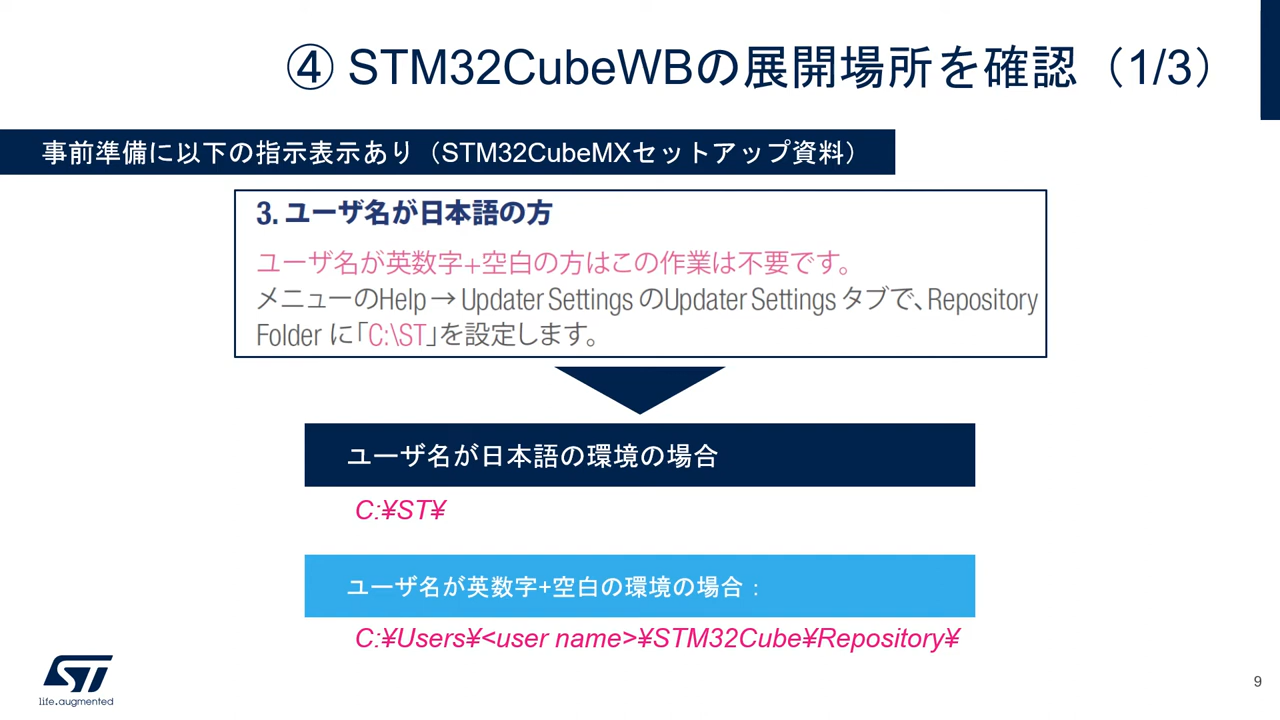 ④ STM32CubeWBの展開場所を確認（1/3）
事前準備に以下の指示表示あり（STM32CubeMXセットアップ資料）
3. ユーザ名が日本語の方
ユーザ名が英数字+空白の方はこの作業は不要です。
メニューのHelp → Updater Settings のUpdater Settings タブで、Repository
Folder に「C:\ST」を設定します。
ユーザ名が日本語の環境の場合
C:¥ST¥
ユーザ名が英数字+空白の環境の場合：
C:¥Users¥<user name>¥STM32Cube¥Repository¥
ST
life.augmented
9